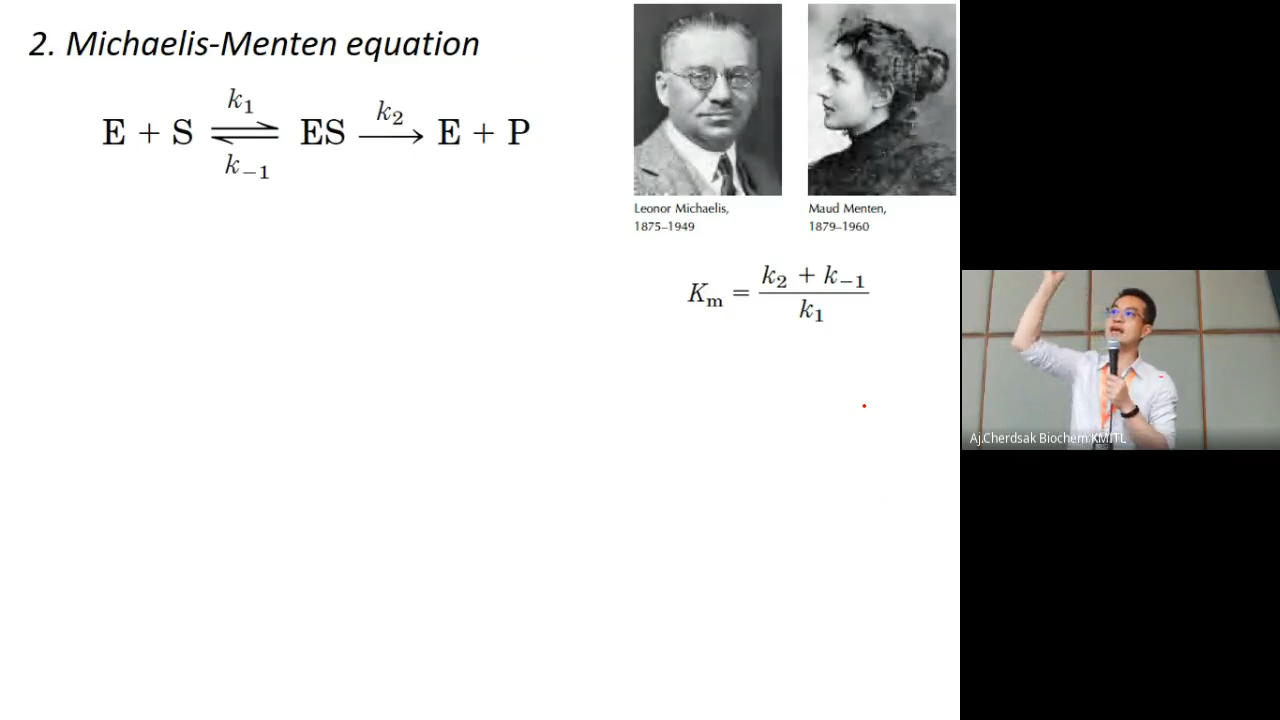 2. Michaelis-Menten equation
E + S k₁ ⇌ k₋₁ ES k₂ → E + P
Leonor Michaelis,
1875–1949
Maud Menten,
1879–1960
Kₘ = (k₂ + k₋₁) / k₁
Aj.Cherdsak Biochem KMITL